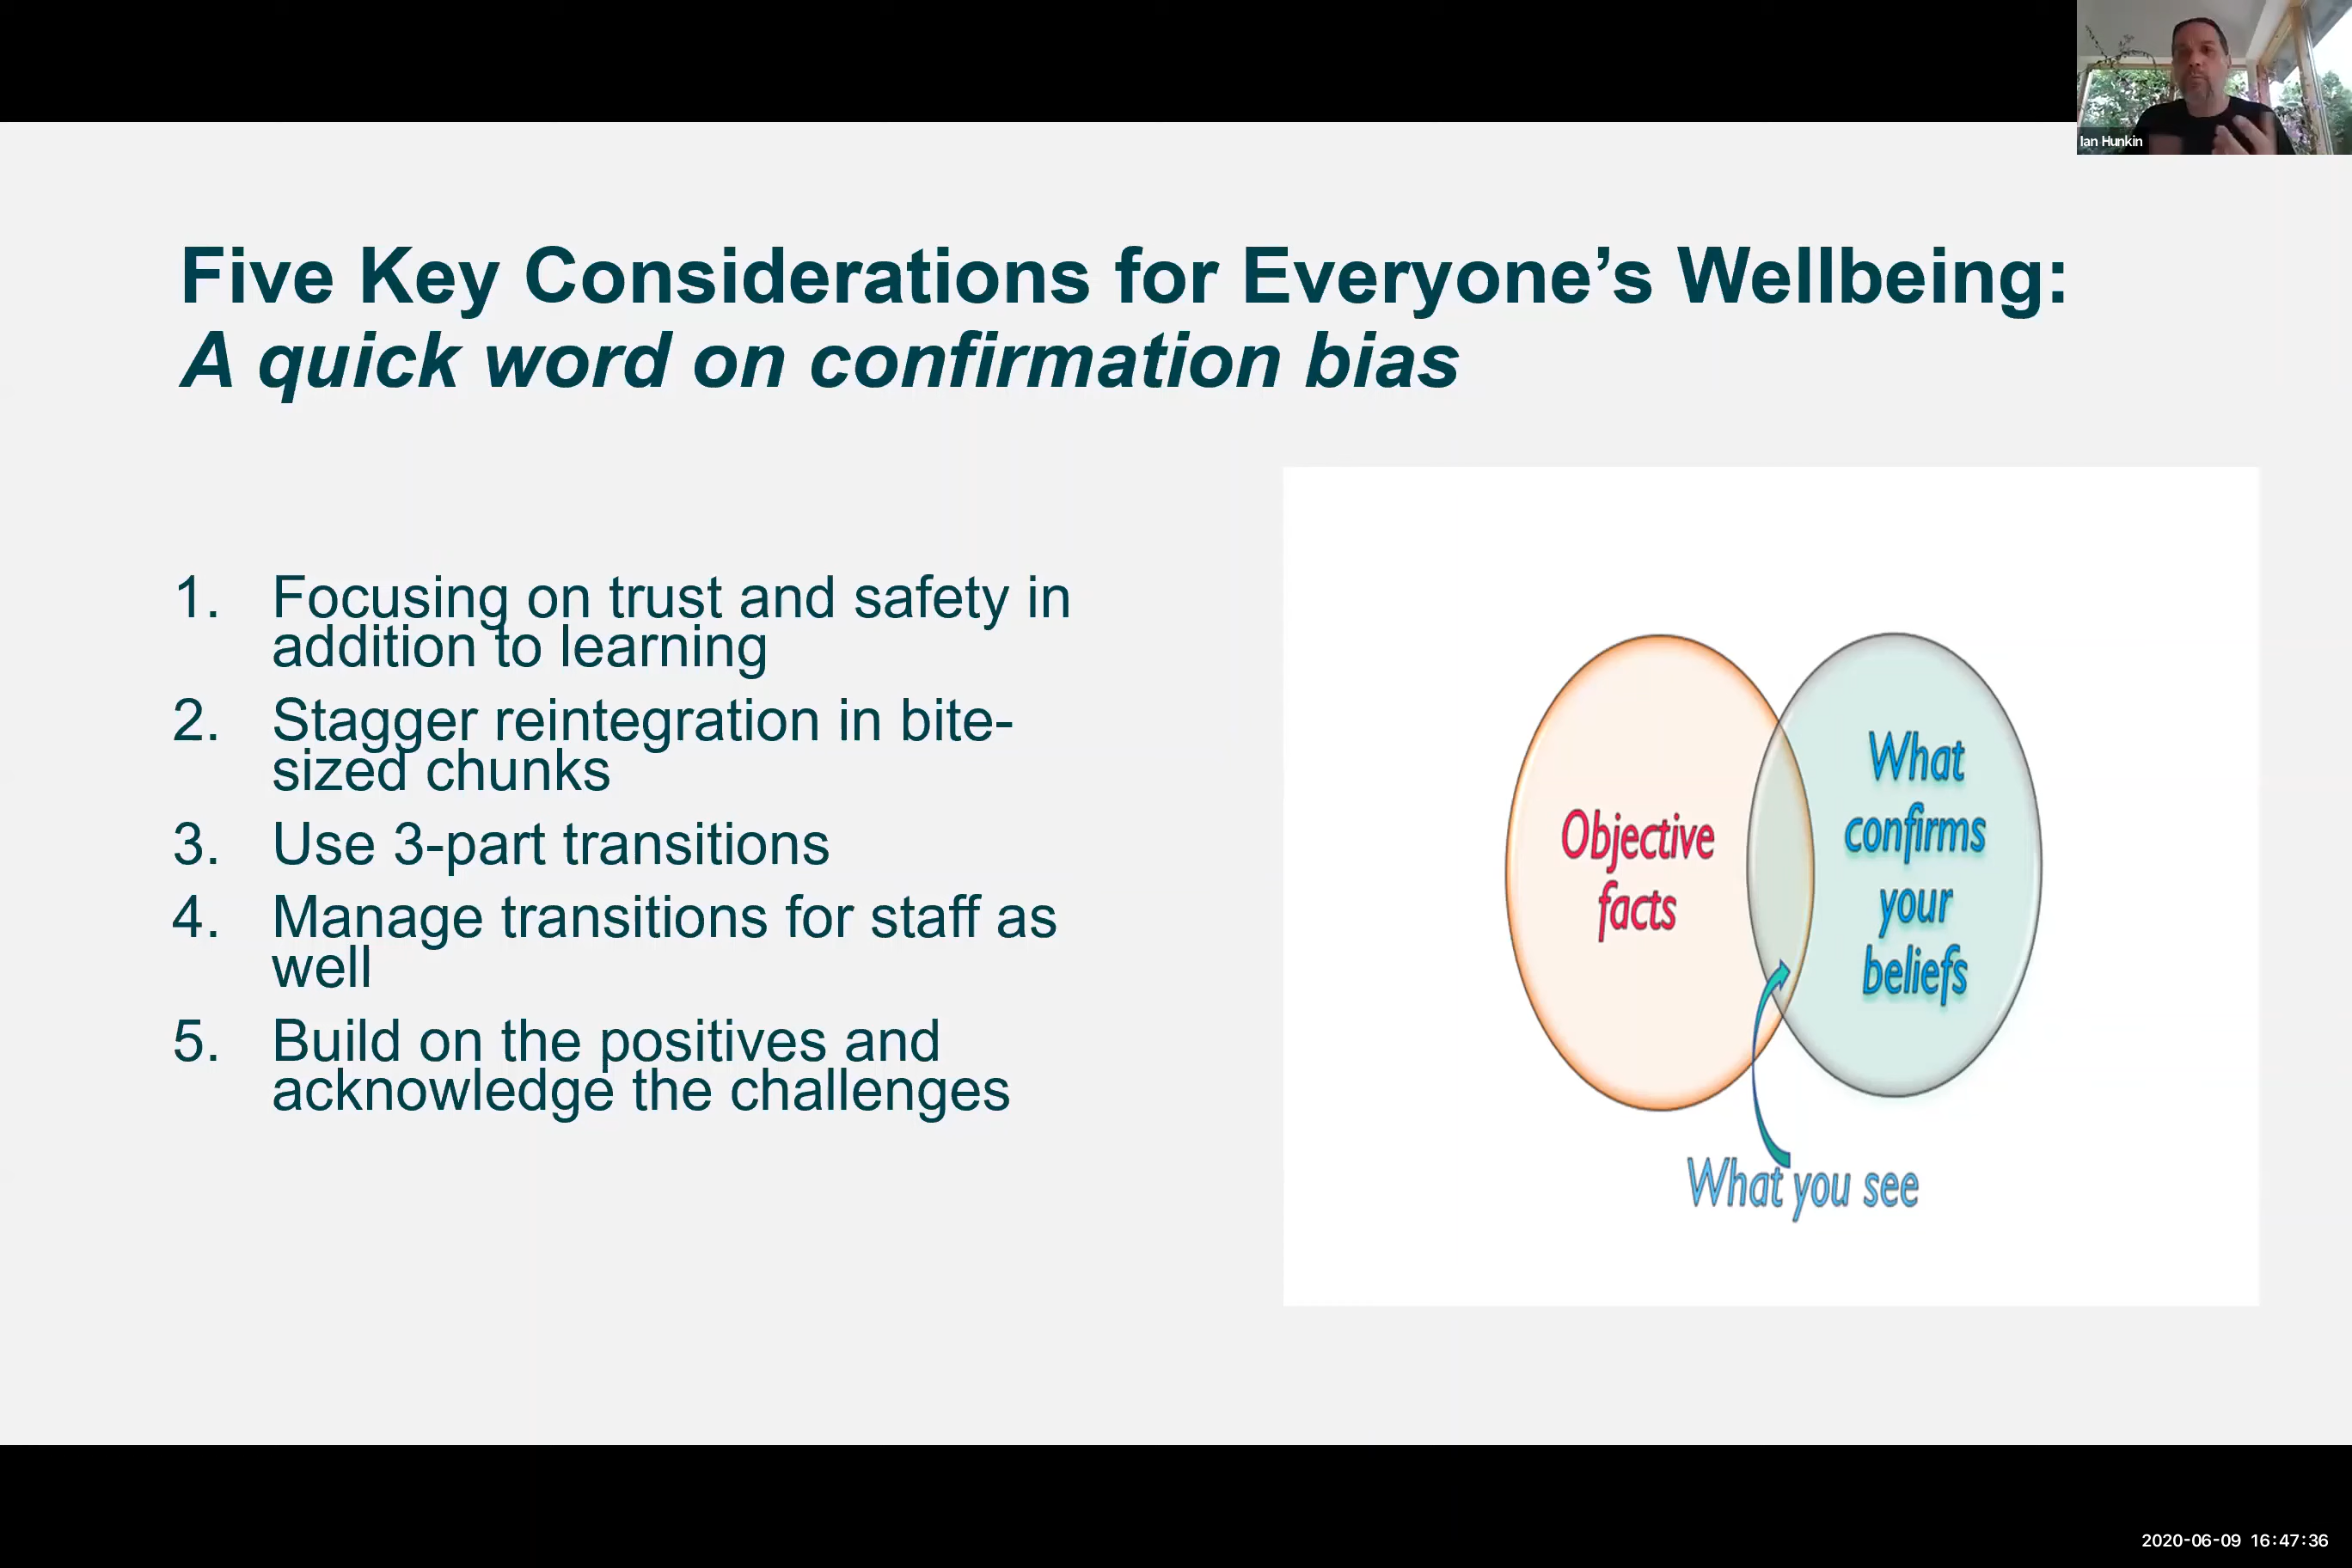 Ian Hunkin
Five Key Considerations for Everyone’s Wellbeing:
A quick word on confirmation bias
1. Focusing on trust and safety in
addition to learning
2. Stagger reintegration in bite-
sized chunks
3. Use 3-part transitions
4. Manage transitions for staff as
well
5. Build on the positives and
acknowledge the challenges
Objective
facts
What
confirms
your
beliefs
What you see
2020-06-09 16:47:36